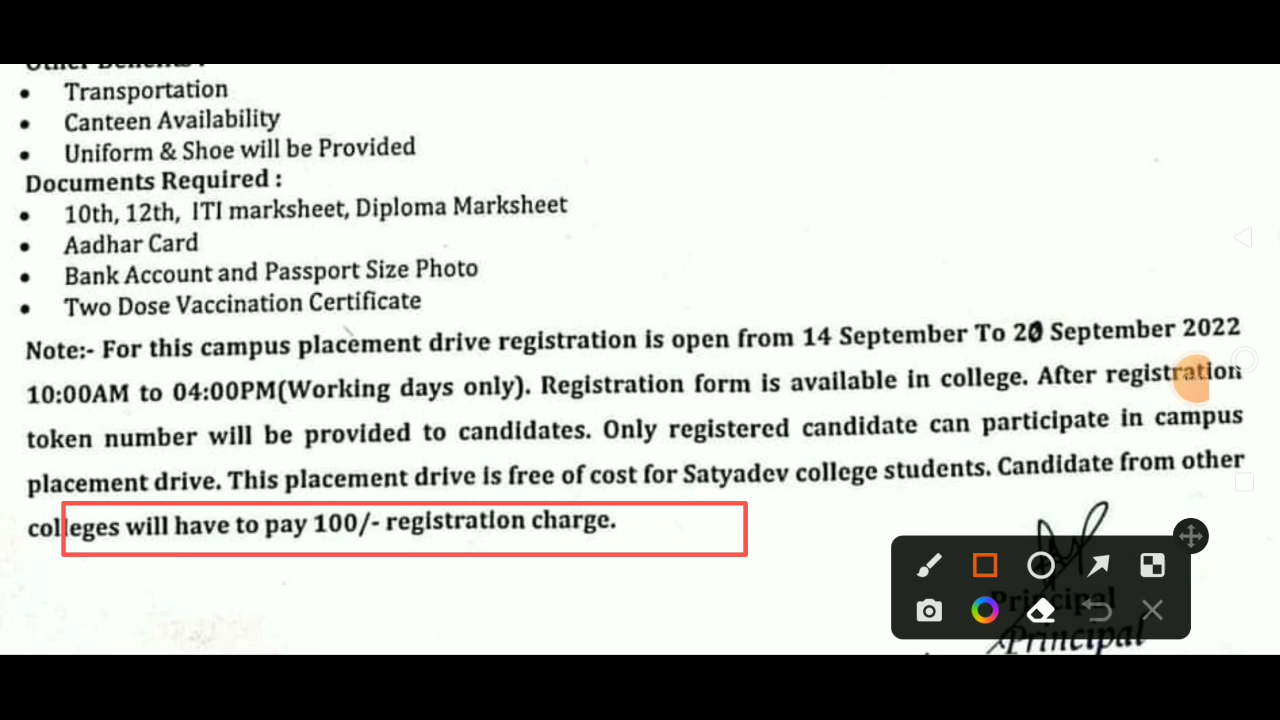 Other Benefits :
• Transportation
• Canteen Availability
• Uniform & Shoe will be Provided
Documents Required :
• 10th, 12th, ITI marksheet, Diploma Marksheet
• Aadhar Card
• Bank Account and Passport Size Photo
• Two Dose Vaccination Certificate
Note:- For this campus placement drive registration is open from 14 September To 20 September 2022
10:00AM to 04:00PM(Working days only). Registration form is available in college. After registration
token number will be provided to candidates. Only registered candidate can participate in campus
placement drive. This placement drive is free of cost for Satyadev college students. Candidate from other
colleges will have to pay 100/- registration charge.
Principal
Principal